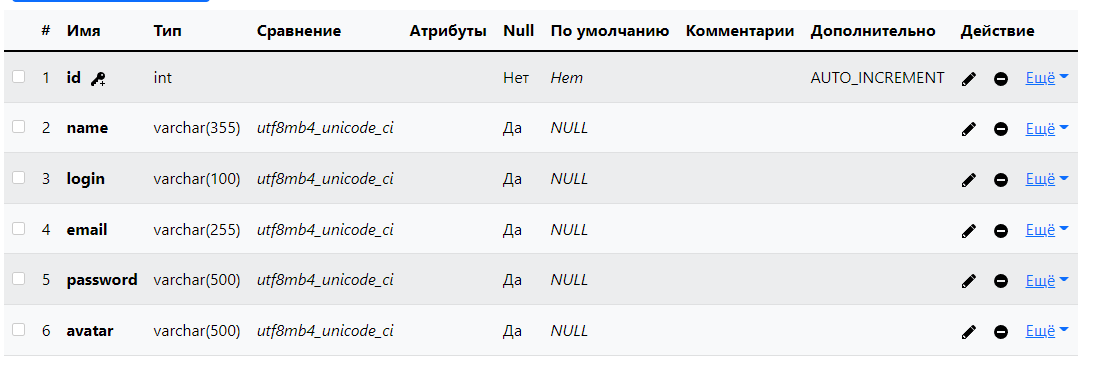 # Имя Тип Сравнение Атрибуты Null По умолчанию Комментарии Дополнительно Действие
1 id int Нет Нет AUTO_INCREMENT Ещё
2 name varchar(355) utf8mb4_unicode_ci Да NULL Ещё
3 login varchar(100) utf8mb4_unicode_ci Да NULL Ещё
4 email varchar(255) utf8mb4_unicode_ci Да NULL Ещё
5 password varchar(500) utf8mb4_unicode_ci Да NULL Ещё
6 avatar varchar(500) utf8mb4_unicode_ci Да NULL Ещё